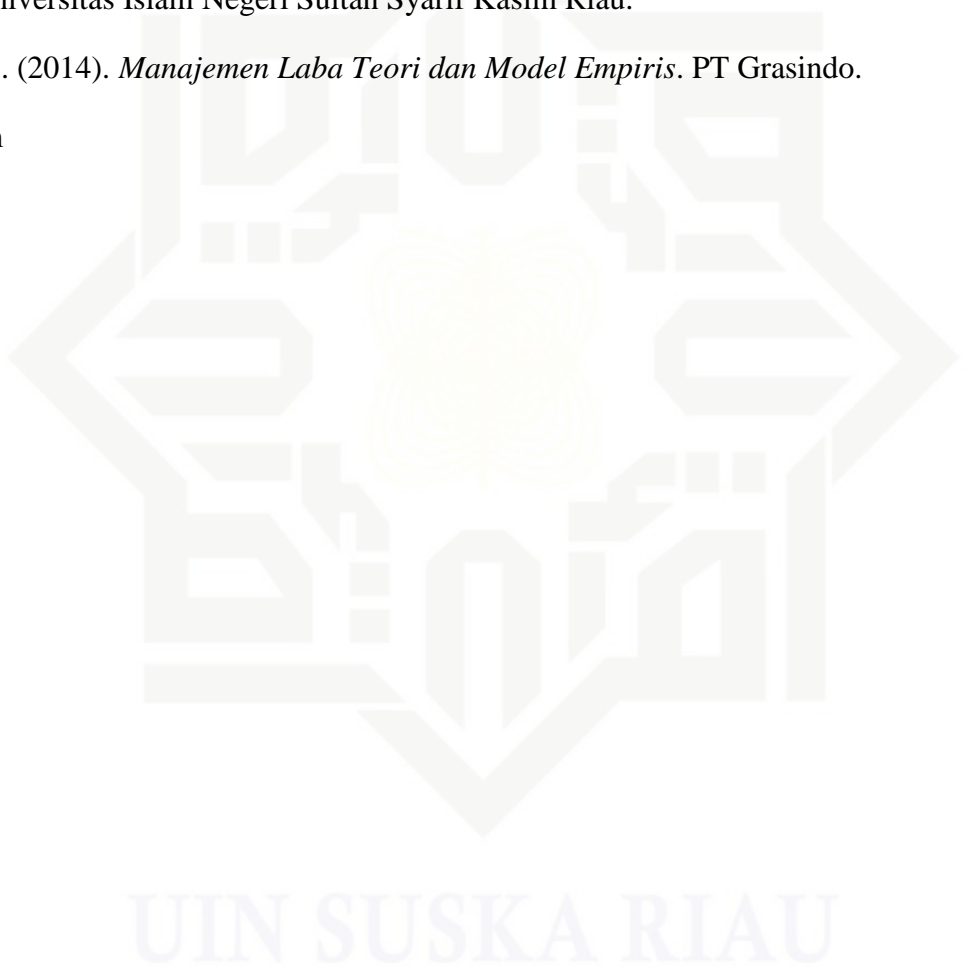 niversitas Islam Negeri Sultan Syarif Kasim Riau.
. (2014). Manajemen Laba Teori dan Model Empiris. PT Grasindo.
UIN SUSKA RIAU